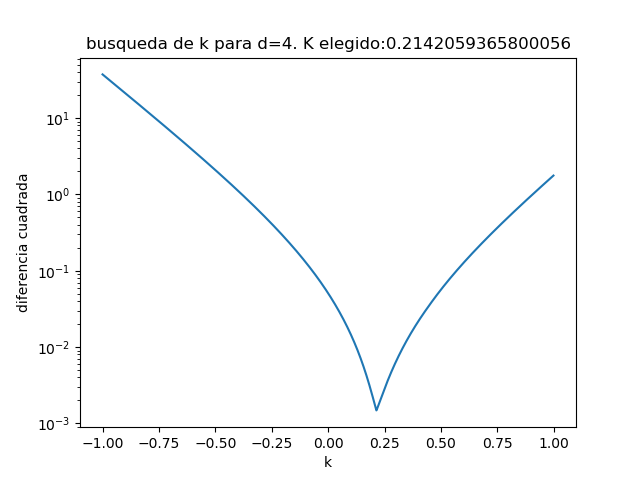 busqueda de k para d=4. K elegido:0.2142059365800056
diferencia cuadrada
10^1
10^0
10^-1
10^-2
10^-3
−1.00 −0.75 −0.50 −0.25 0.00 0.25 0.50 0.75 1.00
k